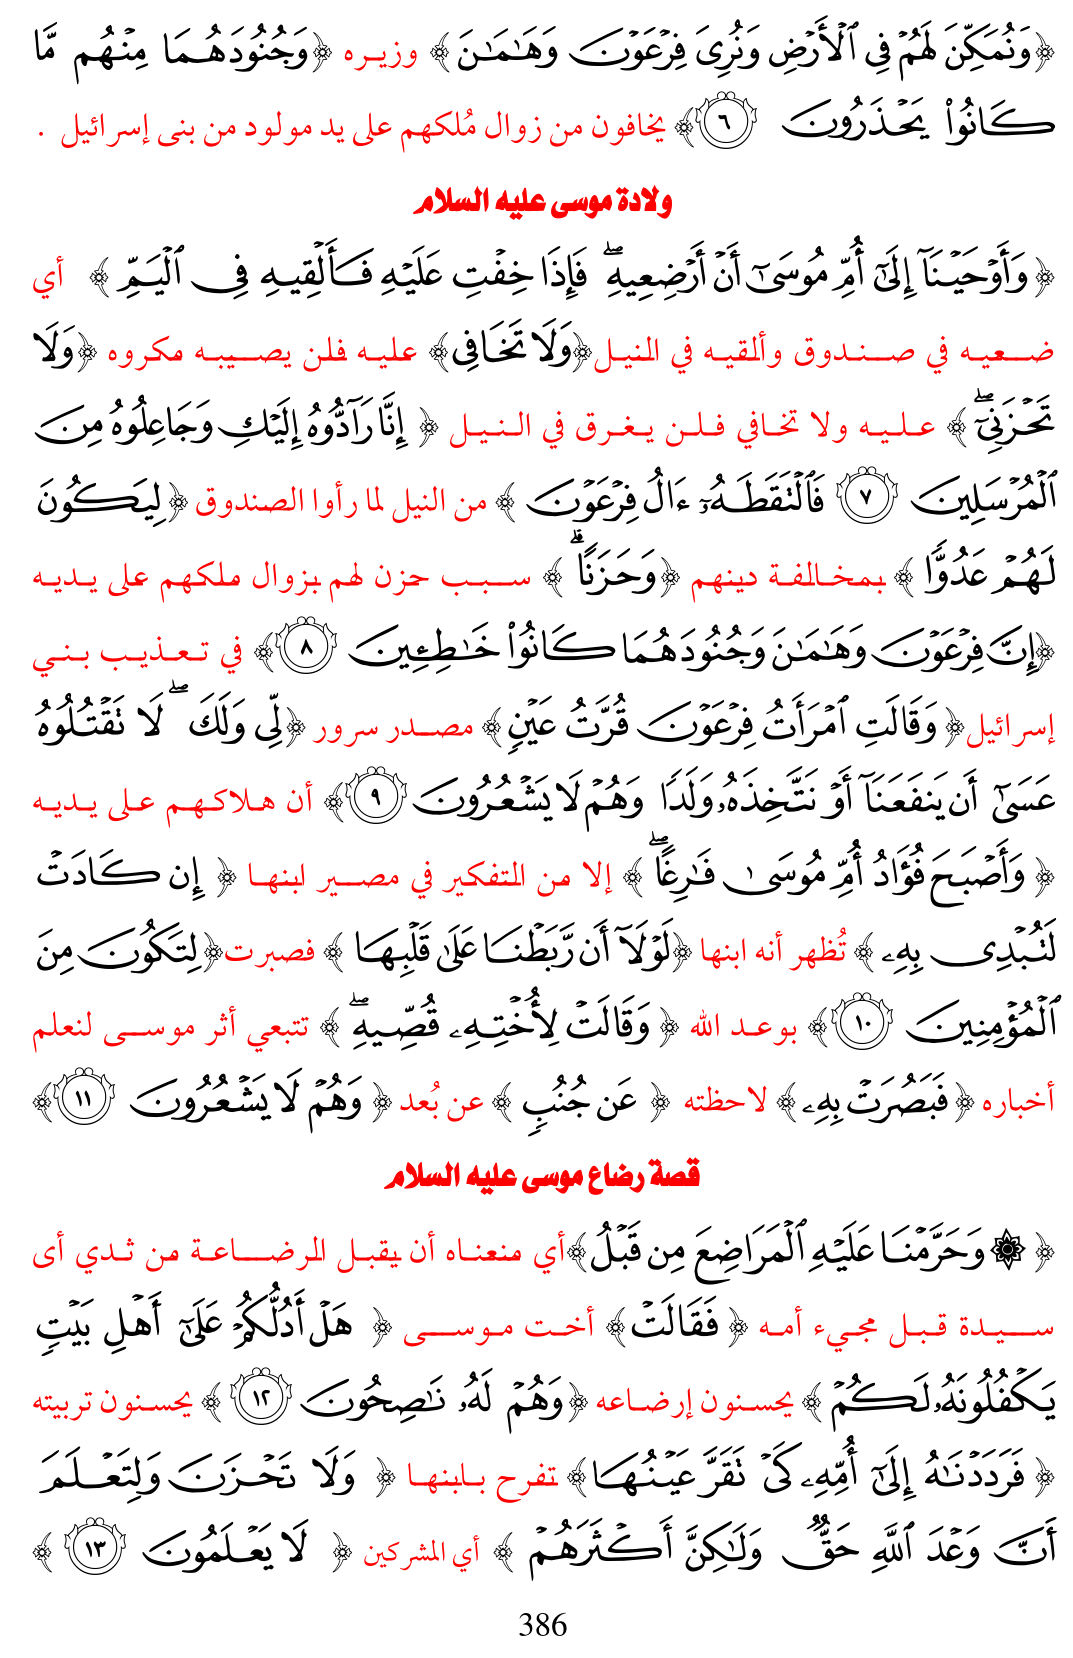 ﴿وَنُمَكِّنَ لَهُمْ فِي ٱلْأَرْضِ وَنُرِىَ فِرْعَوْنَ وَهَـٰمَـٰنَ﴾ وزيره ﴿وَجُنُودَهُمَا مِنْهُم مَّا
كَانُوا۟ يَحْذَرُونَ ٦﴾ يخافون من زوال مُلكهم على يد مولود من بنى إسرائيل .
ولادة موسى عليه السلام
﴿وَأَوْحَيْنَآ إِلَىٰٓ أُمِّ مُوسَىٰٓ أَنْ أَرْضِعِيهِ ۖ فَإِذَا خِفْتِ عَلَيْهِ فَأَلْقِيهِ فِى ٱلْيَمِّ﴾ أي
ضعيه في صندوق وألقيه في النيل﴿وَلَا تَخَافِى﴾ عليه فلن يصيبه مكروه ﴿وَلَا
تَحْزَنِىٓ ۖ﴾ عليه ولا تخافي فلن يغرق في النيل ﴿إِنَّا رَآدُّوهُ إِلَيْكِ وَجَاعِلُوهُ مِنَ
ٱلْمُرْسَلِينَ ٧ فَٱلْتَقَطَهُۥٓ ءَالُ فِرْعَوْنَ﴾ من النيل لما رأوا الصندوق ﴿لِيَكُونَ
لَهُمْ عَدُوًّا﴾ بمخالفة دينهم ﴿وَحَزَنًا ۗ﴾ سبب حزن لهم بزوال ملكهم على يديه
﴿إِنَّ فِرْعَوْنَ وَهَـٰمَـٰنَ وَجُنُودَهُمَا كَانُوا۟ خَـٰطِـِٔينَ ٨﴾ في تعذيب بني
إسرائيل﴿وَقَالَتِ ٱمْرَأَتُ فِرْعَوْنَ قُرَّتُ عَيْنٍ﴾ مصدر سرور ﴿لِّى وَلَكَ ۖ لَا تَقْتُلُوهُ
عَسَىٰٓ أَن يَنفَعَنَآ أَوْ نَتَّخِذَهُۥ وَلَدًا وَهُمْ لَا يَشْعُرُونَ ٩﴾ أن هلاكهم على يديه
﴿وَأَصْبَحَ فُؤَادُ أُمِّ مُوسَىٰ فَـٰرِغًا ۖ﴾ إلا من التفكير في مصير ابنها ﴿إِن كَادَتْ
لَتُبْدِى بِهِۦ﴾ تُظهر أنه ابنها ﴿لَوْلَآ أَن رَّبَطْنَا عَلَىٰ قَلْبِهَا﴾ فصبرت﴿لِتَكُونَ مِنَ
ٱلْمُؤْمِنِينَ ١٠﴾ بوعد الله ﴿وَقَالَتْ لِأُخْتِهِۦ قُصِّيهِ ۖ﴾ تتبعي أثر موسى لنعلم
أخباره ﴿فَبَصُرَتْ بِهِۦ﴾ لاحظته ﴿عَن جُنُبٍ﴾ عن بُعد ﴿وَهُمْ لَا يَشْعُرُونَ ١١﴾
قصة رضاع موسى عليه السلام
﴿۞ وَحَرَّمْنَا عَلَيْهِ ٱلْمَرَاضِعَ مِن قَبْلُ﴾أي منعناه أن يقبل الرضاعة من ثدي أى
سيدة قبل مجيء أمه ﴿فَقَالَتْ﴾ أخت موسى ﴿هَلْ أَدُلُّكُمْ عَلَىٰٓ أَهْلِ بَيْتٍ
يَكْفُلُونَهُۥ لَكُمْ﴾ يحسنون إرضاعه ﴿وَهُمْ لَهُۥ نَـٰصِحُونَ ١٢﴾ يحسنون تربيته
﴿فَرَدَدْنَـٰهُ إِلَىٰٓ أُمِّهِۦ كَىْ تَقَرَّ عَيْنُهَا﴾ تفرح بابنها ﴿وَلَا تَحْزَنَ وَلِتَعْلَمَ
أَنَّ وَعْدَ ٱللَّهِ حَقٌّ وَلَـٰكِنَّ أَكْثَرَهُمْ﴾ أي المشركين ﴿لَا يَعْلَمُونَ ١٣﴾
386